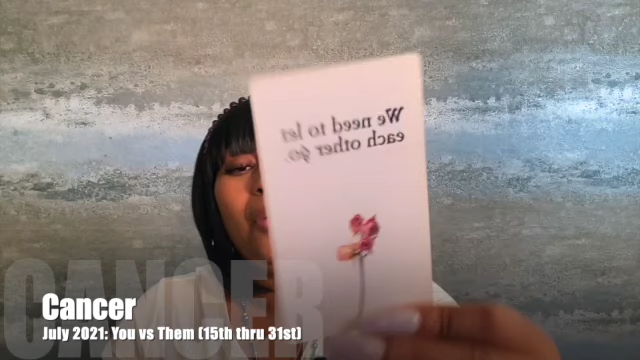 We need to let
each other go.
CANCER
Cancer
July 2021: You vs Them (15th thru 31st)